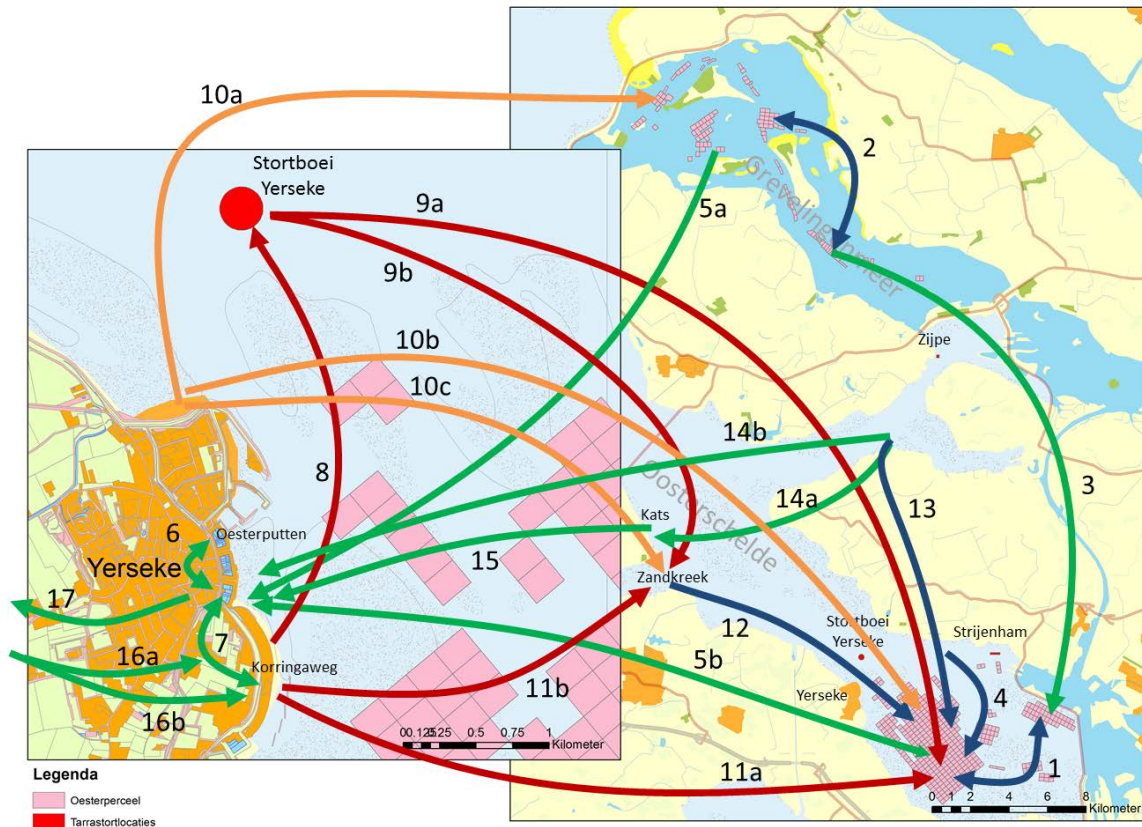 10a
Stortboei
Yerseke
9a
9b
5a
2
Grevelingenmeer
Zijpe
10b
10c
8
14b
14a
13
3
Oosterschelde
Kats
Oesterputten
6
Yerseke
15
Zandkreek
17
12
Stortboei
Yerseke
Strijenham
7
16a
16b
Korringaweg
11b
5b
Yerseke
4
1
11a
0 0.125 0.25 0.5 0.75 1
Kilometer
0 1 2 4 6 8
Kilometer
Legenda
Oesterperceel
Tarrastortlocaties